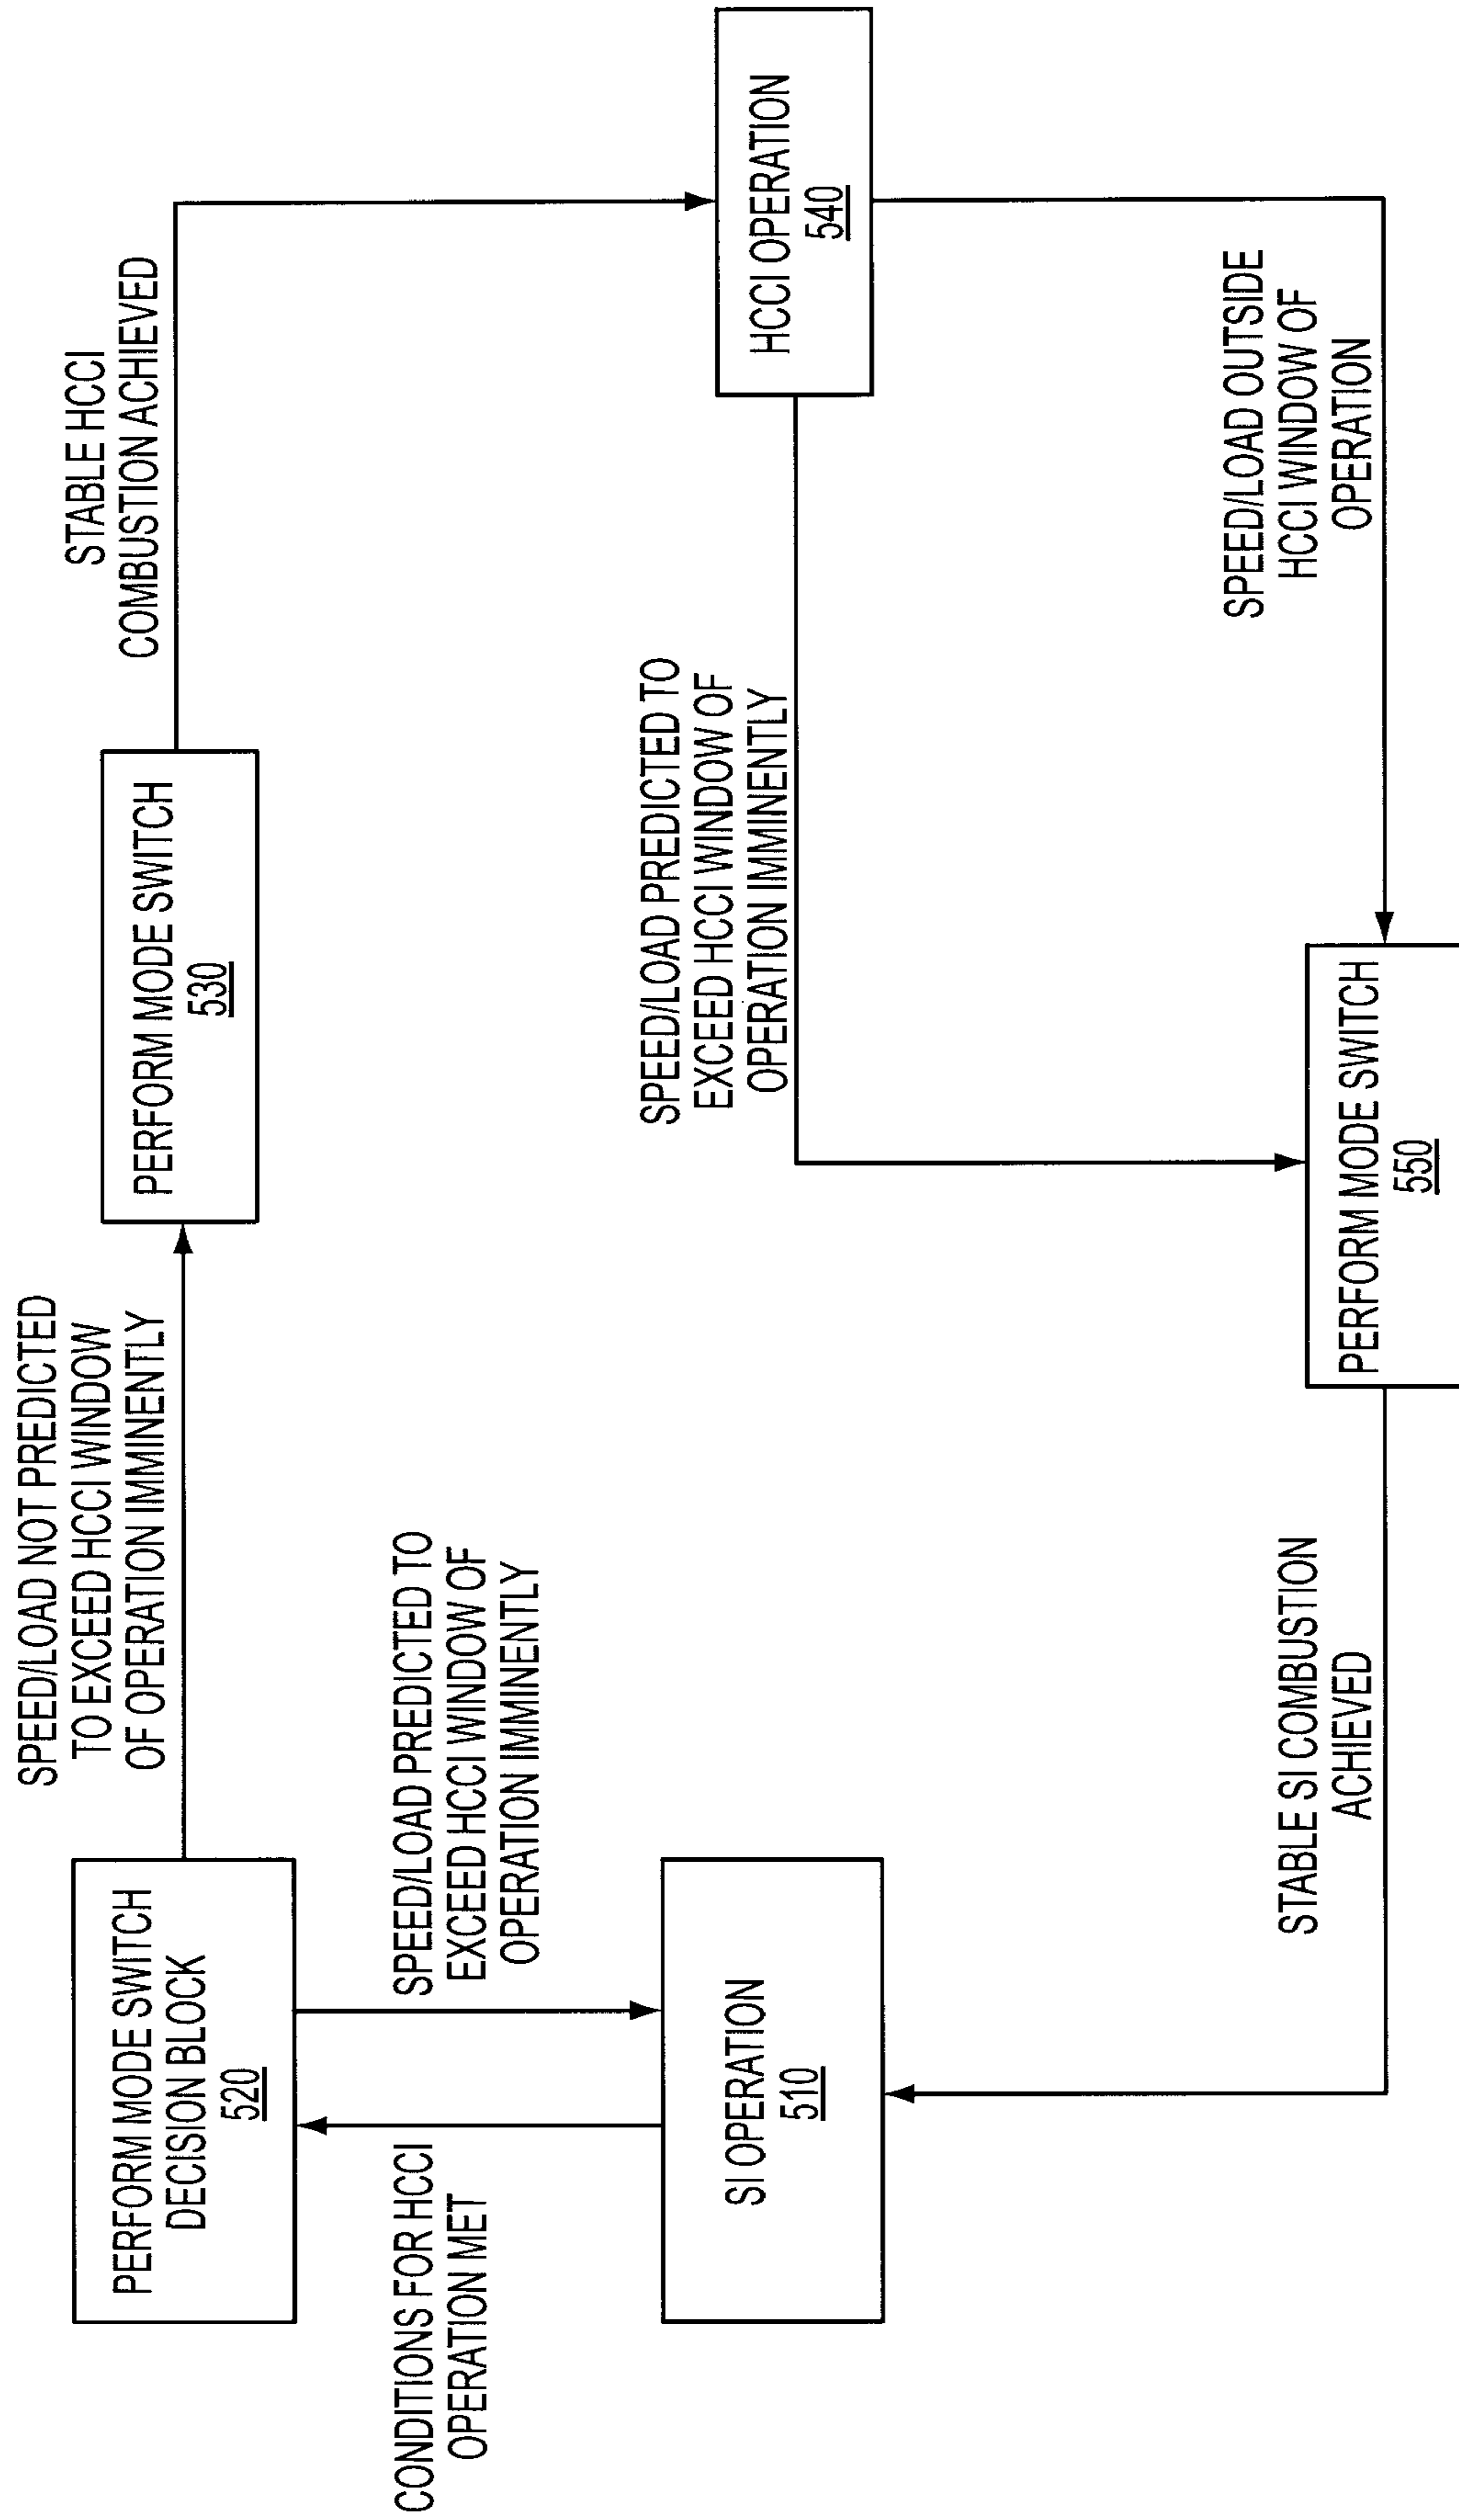 PERFORM MODE SWITCH
DECISION BLOCK
520
SPEED/LOAD NOT PREDICTED
TO EXCEED HCCI WINDOW
OF OPERATION IMMINENTLY
PERFORM MODE SWITCH
530
STABLE HCCI
COMBUSTION ACHIEVED
CONDITIONS FOR HCCI
OPERATION MET
SPEED/LOAD PREDICTED TO
EXCEED HCCI WINDOW OF
OPERATION IMMINENTLY
SPEED/LOAD PREDICTED TO
EXCEED HCCI WINDOW OF
OPERATION IMMINENTLY
HCCI OPERATION
540
SI OPERATION
510
STABLE SI COMBUSTION
ACHIEVED
PERFORM MODE SWITCH
550
SPEED/LOAD OUTSIDE
HCCI WINDOW OF
OPERATION